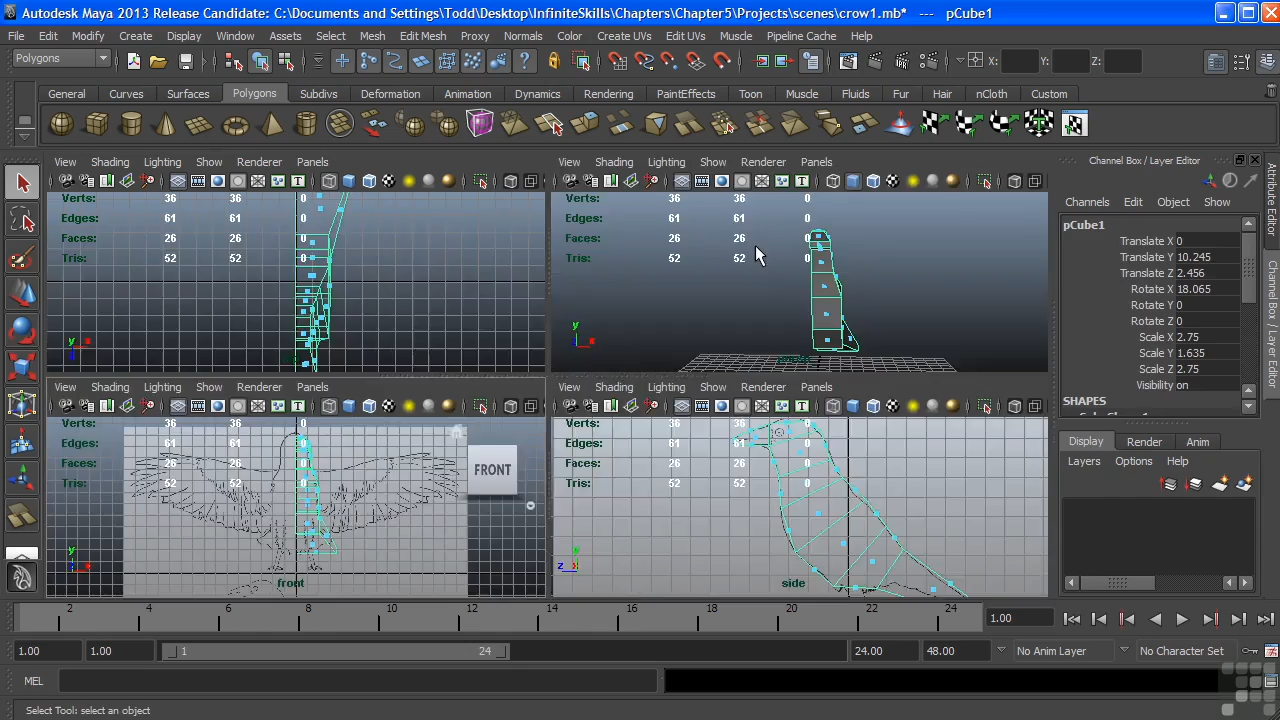 Autodesk Maya 2013 Release Candidate: C:\Documents and Settings\Todd\Desktop\InfiniteSkills\Chapters\Chapter5\Projects\scenes\crow1.mb* --- pCube1
File Edit Modify Create Display Window Assets Select Mesh Edit Mesh Proxy Normals Color Create UVs Edit UVs Muscle Pipeline Cache Help
Polygons X: Y: Z:
General Curves Surfaces Polygons Subdivs Deformation Animation Dynamics Rendering PaintEffects Toon Muscle Fluids Fur Hair nCloth Custom
View Shading Lighting Show Renderer Panels
Verts: 36 36 0
Edges: 61 61 0
Faces: 26 26 0
Tris: 52 52 0
y
x
z
View Shading Lighting Show Renderer Panels
Verts: 36 36 0
Edges: 61 61 0
Faces: 26 26 0
Tris: 52 52 0
y
x
View Shading Lighting Show Renderer Panels
Verts: 36 36 0
Edges: 61 61 0
Faces: 26 26 0
Tris: 52 52 0
FRONT
y
x
front
View Shading Lighting Show Renderer Panels
Verts: 36 36 0
Edges: 61 61 0
Faces: 26 26 0
Tris: 52 52 0
y
z
side
Channel Box / Layer Editor
Channels Edit Object Show
pCube1
Translate X 0
Translate Y 10.245
Translate Z 2.456
Rotate X 18.065
Rotate Y 0
Rotate Z 0
Scale X 2.75
Scale Y 1.635
Scale Z 2.75
Visibility on
SHAPES
Display Render Anim
Layers Options Help
Attribute Editor
Channel Box / Layer Editor
2 4 6 8 10 12 14 16 18 20 22 24 1.00
1.00 1.00 1 24 24.00 48.00 No Anim Layer No Character Set
MEL
Select Tool: select an object